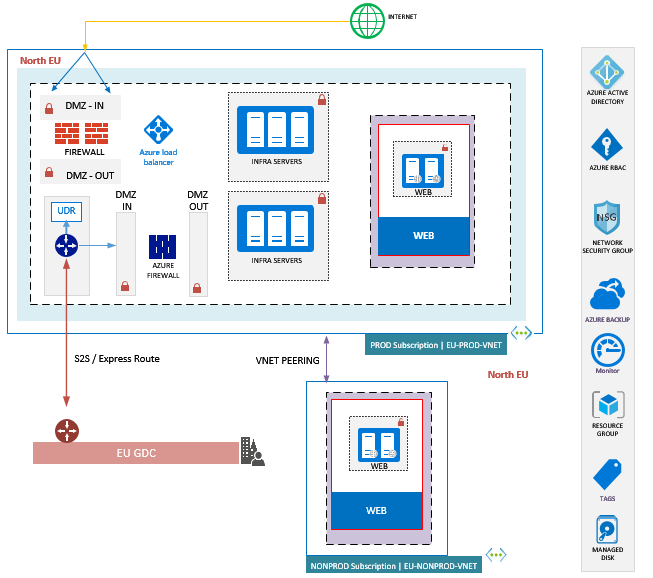 INTERNET
North EU
DMZ - IN
FIREWALL
DMZ - OUT
Azure load
balancer
INFRA SERVERS
WEB
WEB
UDR
DMZ
IN
AZURE
FIREWALL
DMZ
OUT
INFRA SERVERS
PROD Subscription | EU-PROD-VNET
S2S / Express Route
VNET PEERING
North EU
EU GDC
WEB
WEB
NONPROD Subscription | EU-NONPROD-VNET
AZURE ACTIVE
DIRECTORY
AZURE RBAC
NSG
NETWORK
SECURITY GROUP
AZURE BACKUP
Monitor
RESOURCE
GROUP
TAGS
MANAGED
DISK